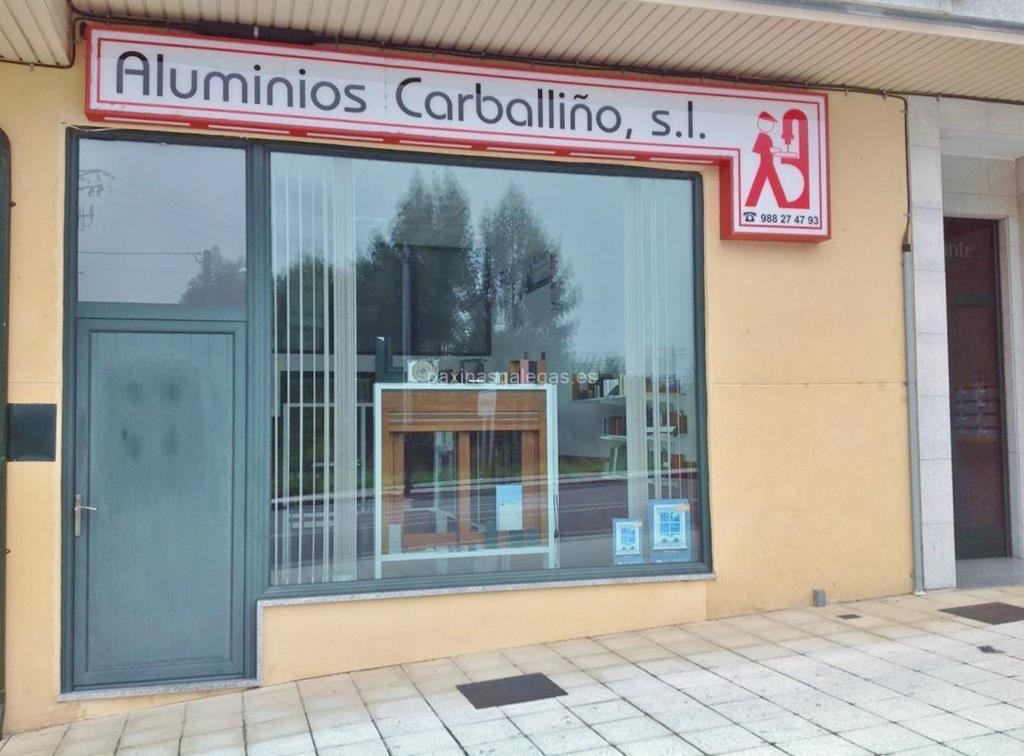 Aluminios Carballiño, s.l.
☎ 988 27 47 93
paxinasgalegas.es